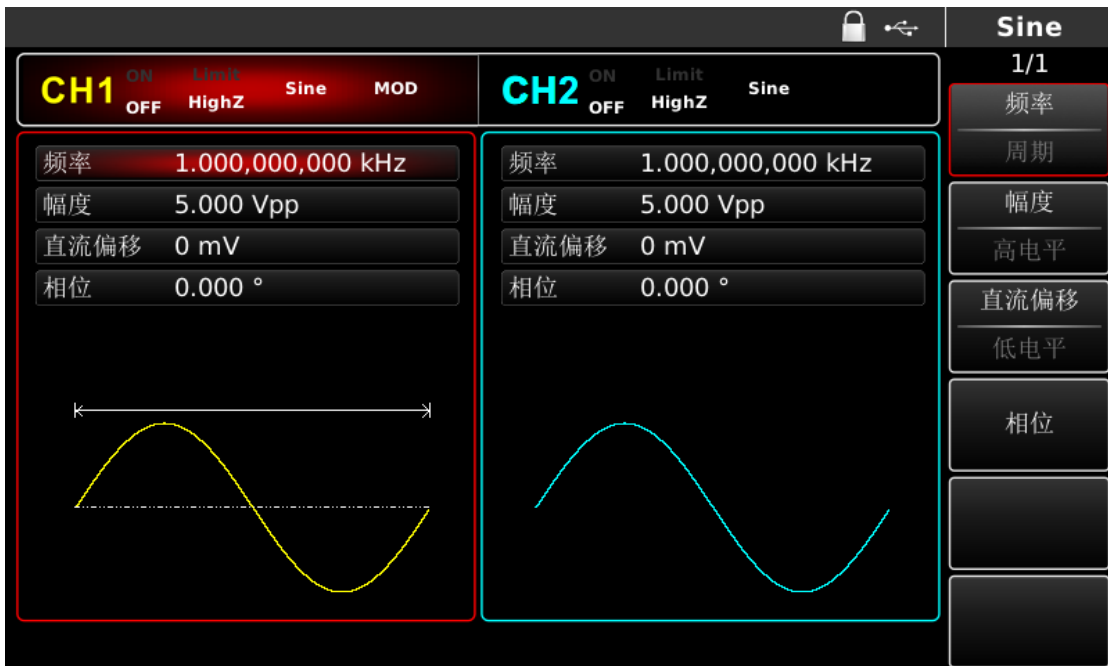 Sine
1/1
CH1 ON OFF Limit HighZ Sine MOD
CH2 ON OFF Limit HighZ Sine
频率 1.000,000,000 kHz
幅度 5.000 Vpp
直流偏移 0 mV
相位 0.000 °
频率 1.000,000,000 kHz
幅度 5.000 Vpp
直流偏移 0 mV
相位 0.000 °
频率
周期
幅度
高电平
直流偏移
低电平
相位